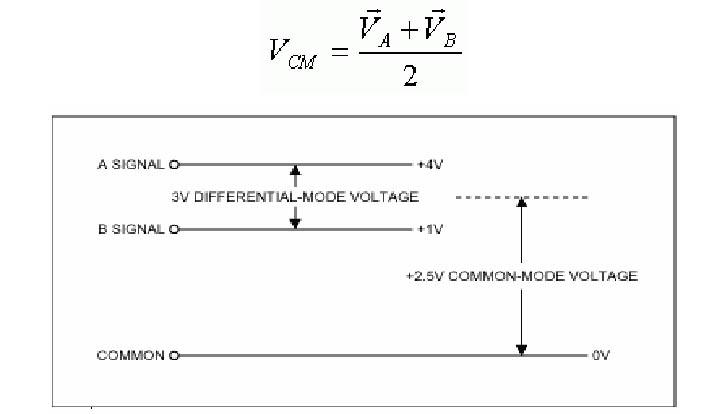 V_CM = (V⃗_A + V⃗_B) / 2
A SIGNAL +4V
3V DIFFERENTIAL-MODE VOLTAGE
B SIGNAL +1V
+2.5V COMMON-MODE VOLTAGE
COMMON 0V